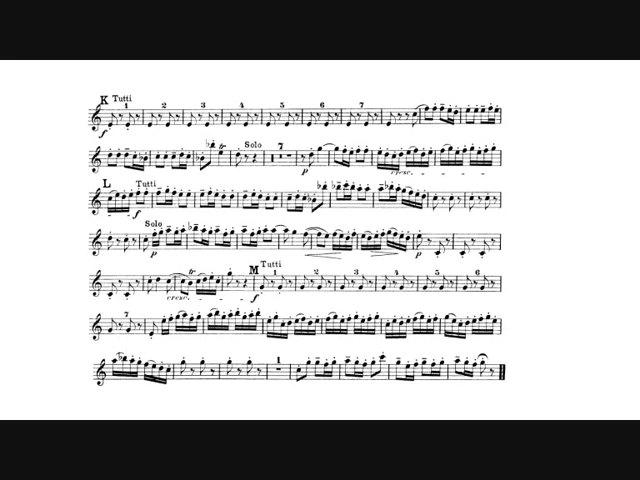 K Tutti
1 2 3 4 5 6 7
f
Solo
7
p cresc.
L Tutti
f
Solo
p
M Tutti
1 2 3 4 5 6
cresc. f
7
1